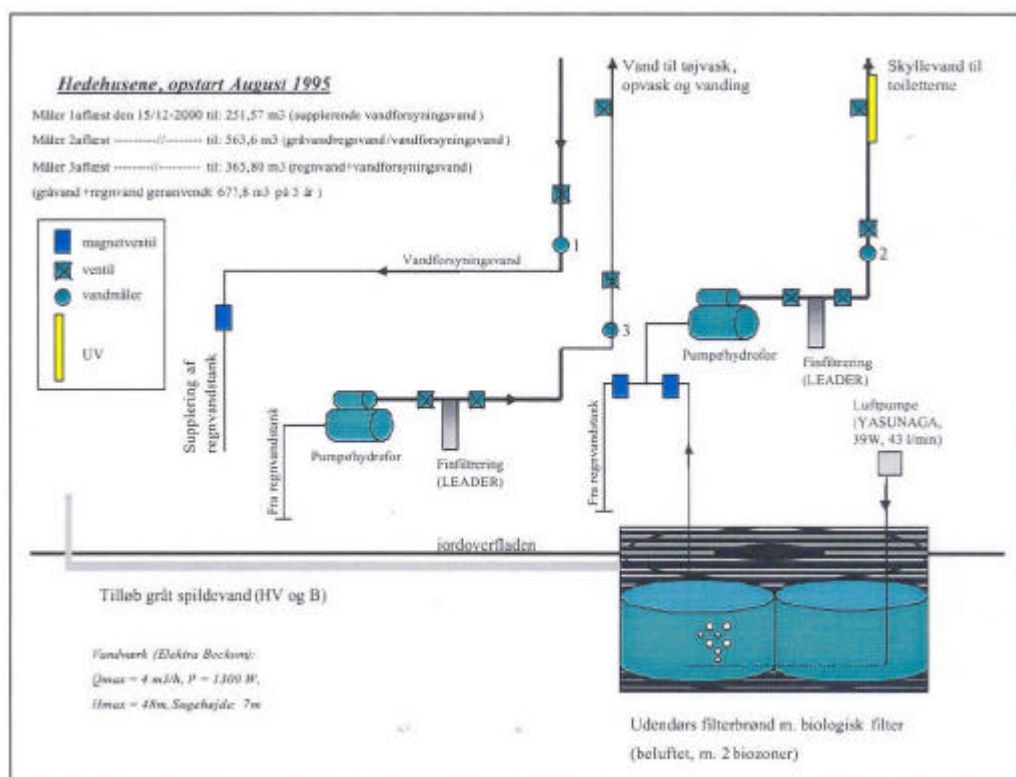 Hedehusene, opstart August 1995
Måler 1aflæst den 15/12-2000 til: 251,57 m3 (supplerende vandforsyningsvand)
Måler 2aflæst ---------//-------- til: 563,6 m3 (gråvandregnvand/vandforsyningsvand)
Måler 3aflæst ---------//-------- til: 365,80 m3 (regnvand+vandforsyningsvand)
(gråvand+regnvand genanvendt 677,8 m3 på 5 år )
magnetventil
ventil
vandmåler
UV
Vand til tøjvask,
opvask og vanding
Skyllevand til
toiletterne
1
2
3
Vandforsyningsvand
Supplering af
regnvandstank
Fra regnvandstank
Pumpehydrofor
Finfiltrering
(LEADER)
Fra regnvandstank
Pumpehydrofor
Finfiltrering
(LEADER)
Luftpumpe
(YASUNAGA,
39W, 43 l/min)
jordoverfladen
Tilløb gråt spildevand (HV og B)
Vandværk (Elektra Beckum):
Qmax = 4 m3/h, P = 1300 W,
Hmax = 48m, Sugehøjde: 7m
Udendørs filterbrønd m. biologisk filter
(beluftet, m. 2 biozoner)